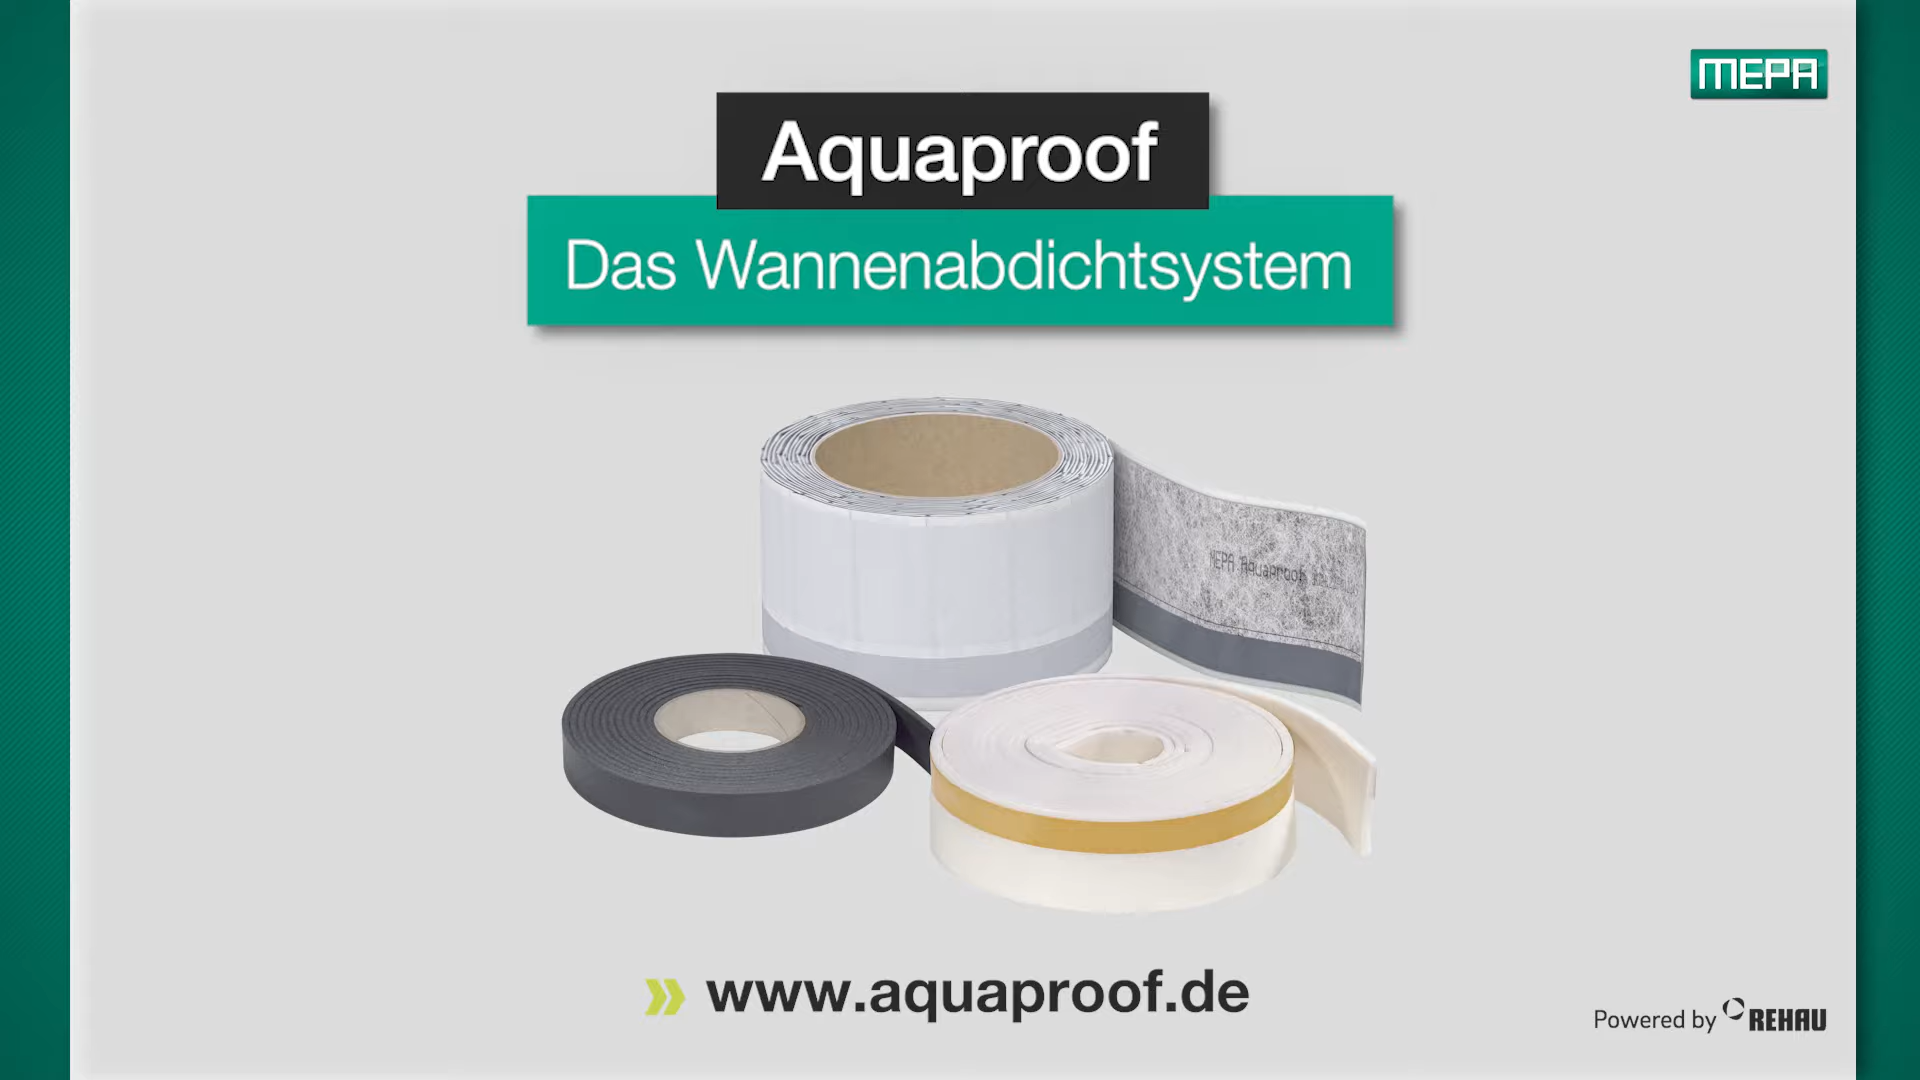 MEPA
Aquaproof
Das Wannenabdichtsystem
MEPA Aquaproof
» www.aquaproof.de
Powered by REHAU